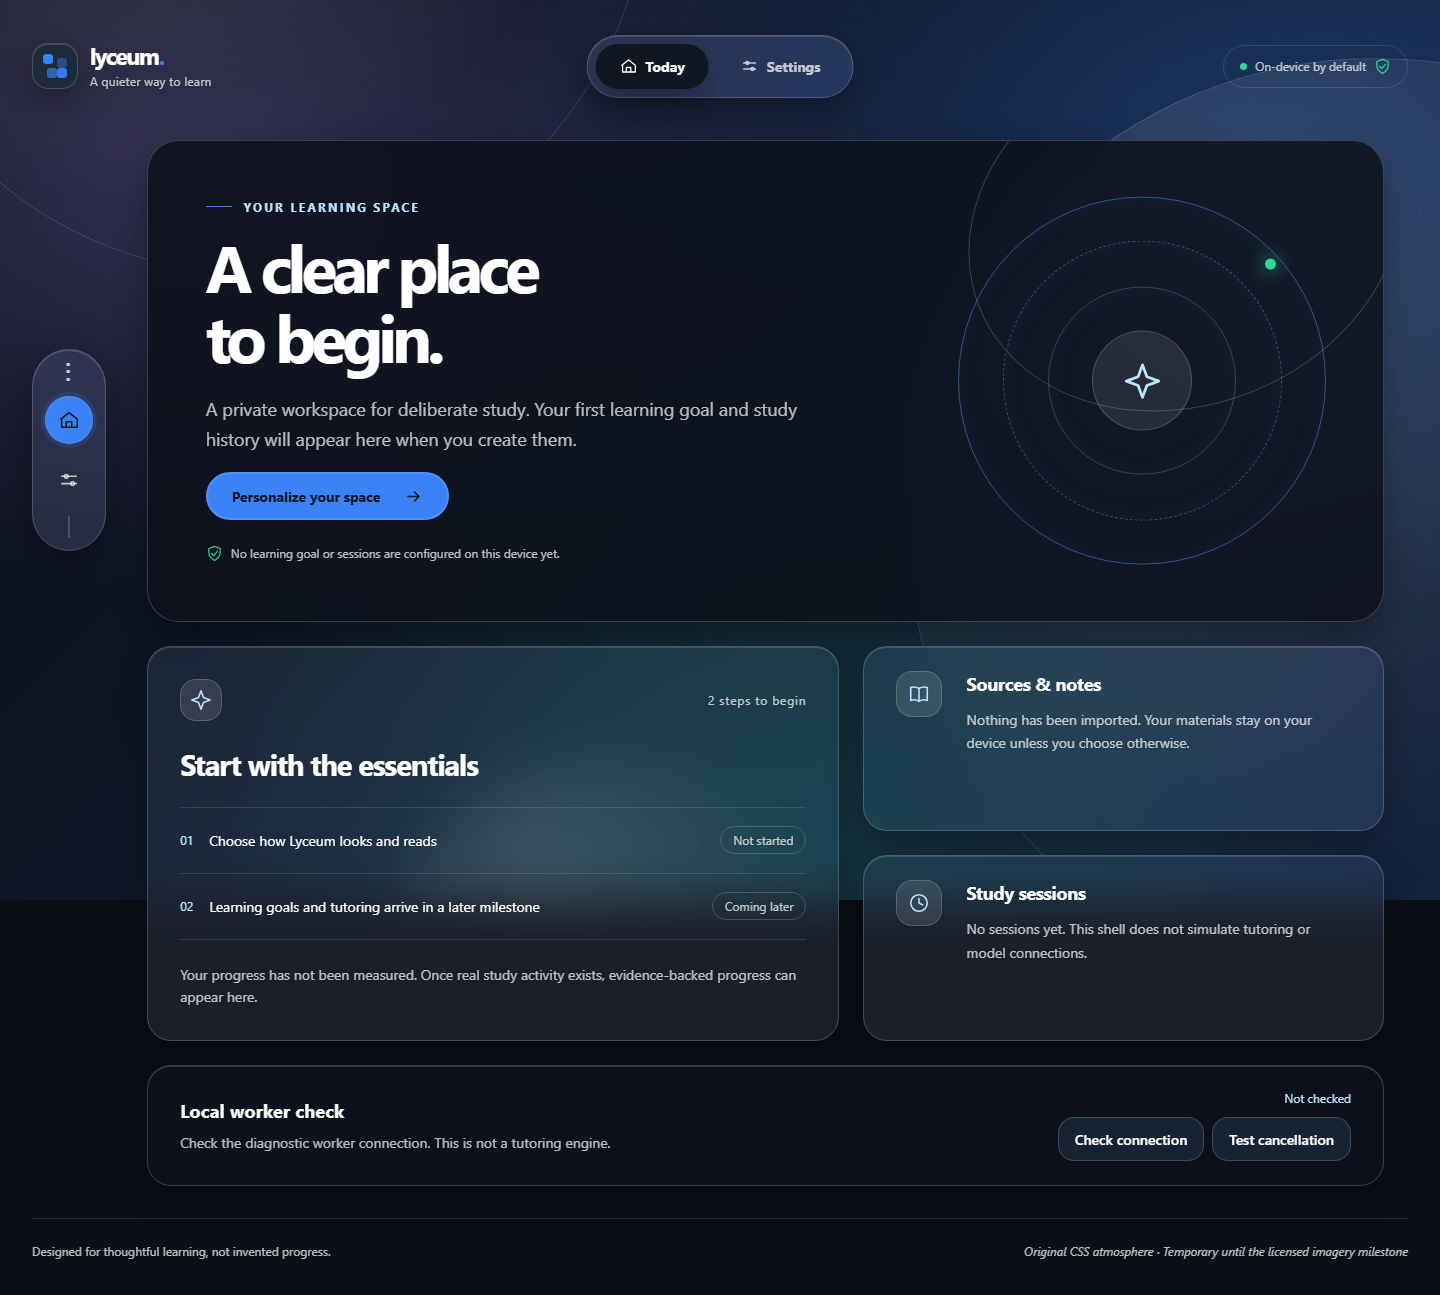 lyceum.
A quieter way to learn
Today
Settings
On-device by default
YOUR LEARNING SPACE
A clear place
to begin.
A private workspace for deliberate study. Your first learning goal and study
history will appear here when you create them.
Personalize your space
No learning goal or sessions are configured on this device yet.
2 steps to begin
Start with the essentials
01 Choose how Lyceum looks and reads
Not started
02 Learning goals and tutoring arrive in a later milestone
Coming later
Your progress has not been measured. Once real study activity exists, evidence-backed progress can
appear here.
Sources & notes
Nothing has been imported. Your materials stay on your
device unless you choose otherwise.
Study sessions
No sessions yet. This shell does not simulate tutoring or
model connections.
Local worker check
Check the diagnostic worker connection. This is not a tutoring engine.
Not checked
Check connection
Test cancellation
Designed for thoughtful learning, not invented progress.
Original CSS atmosphere · Temporary until the licensed imagery milestone